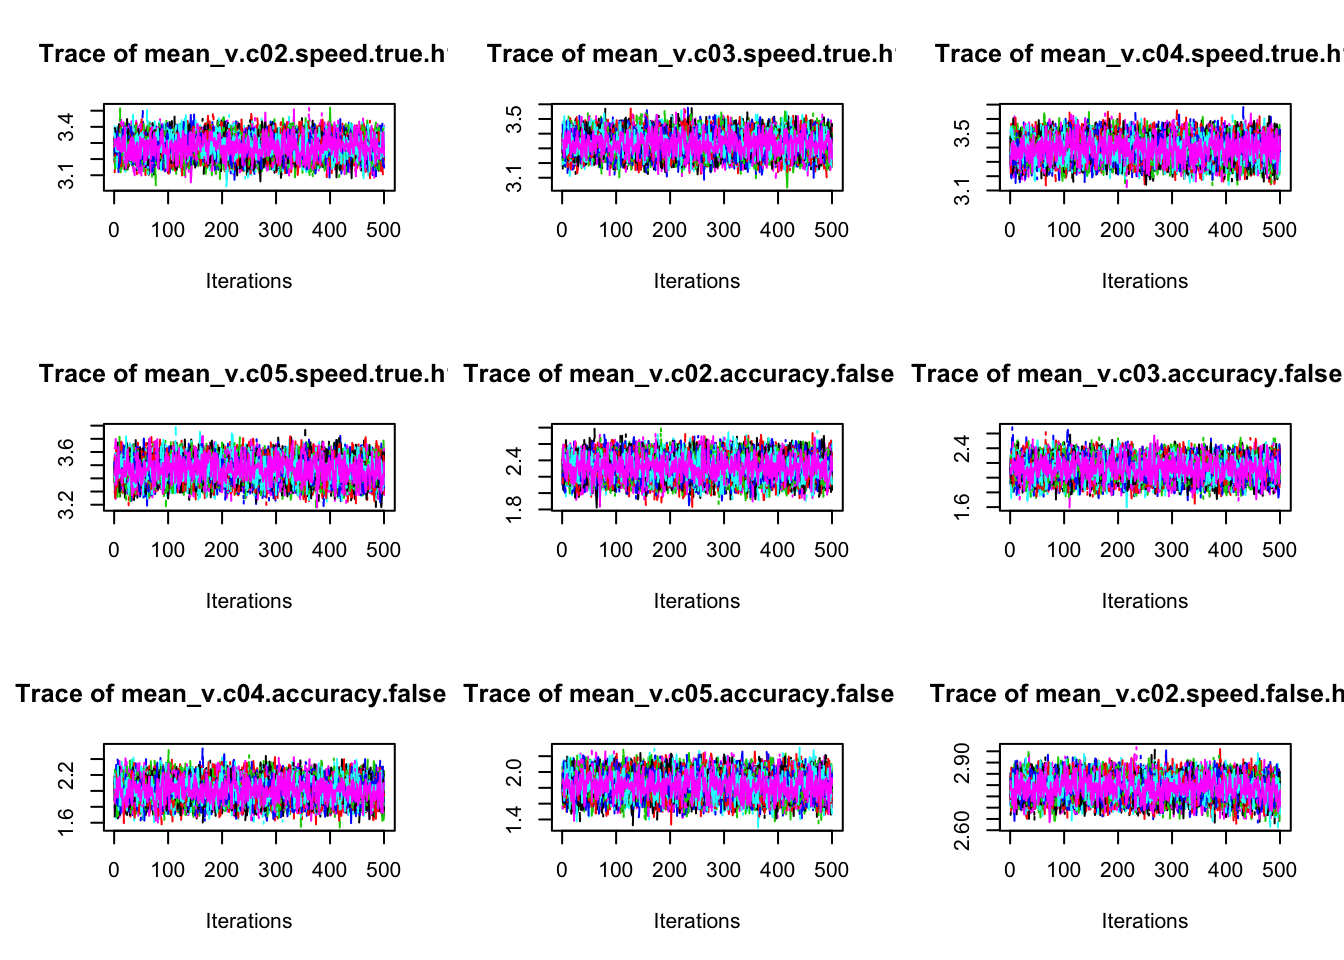 Trace of mean_v.c02.speed.true.h
3.4
3.1
0 100 200 300 400 500
Iterations
Trace of mean_v.c03.speed.true.h
3.5
3.1
0 100 200 300 400 500
Iterations
Trace of mean_v.c04.speed.true.h
3.5
3.1
0 100 200 300 400 500
Iterations
Trace of mean_v.c05.speed.true.h
3.6
3.2
0 100 200 300 400 500
Iterations
Trace of mean_v.c02.accuracy.false
2.4
1.8
0 100 200 300 400 500
Iterations
Trace of mean_v.c03.accuracy.false
2.4
1.6
0 100 200 300 400 500
Iterations
Trace of mean_v.c04.accuracy.false
2.2
1.6
0 100 200 300 400 500
Iterations
Trace of mean_v.c05.accuracy.false
2.0
1.4
0 100 200 300 400 500
Iterations
Trace of mean_v.c02.speed.false.h
2.90
2.60
0 100 200 300 400 500
Iterations